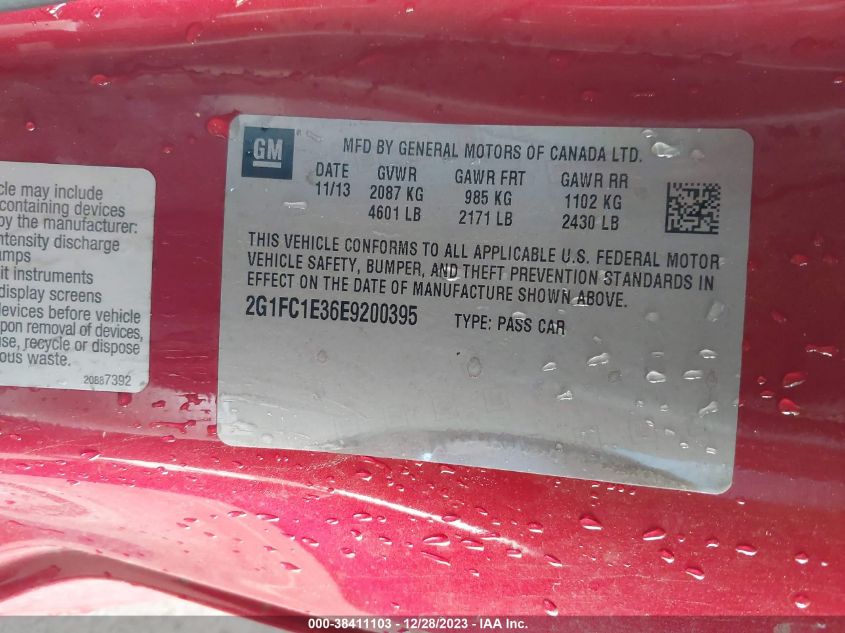 cle may include
containing devices
by the manufacturer:
ntensity discharge
mps
it instruments
display screens
devices before vehicle
pon removal of devices,
use, recycle or dispose
ous waste.
20887392
GM
MFD BY GENERAL MOTORS OF CANADA LTD.
DATE GVWR GAWR FRT GAWR RR
11/13 2087 KG 985 KG 1102 KG
4601 LB 2171 LB 2430 LB
THIS VEHICLE CONFORMS TO ALL APPLICABLE U.S. FEDERAL MOTOR
VEHICLE SAFETY, BUMPER, AND THEFT PREVENTION STANDARDS IN
EFFECT ON THE DATE OF MANUFACTURE SHOWN ABOVE.
2G1FC1E36E9200395 TYPE: PASS CAR
000-38411103 - 12/28/2023 - IAA Inc.